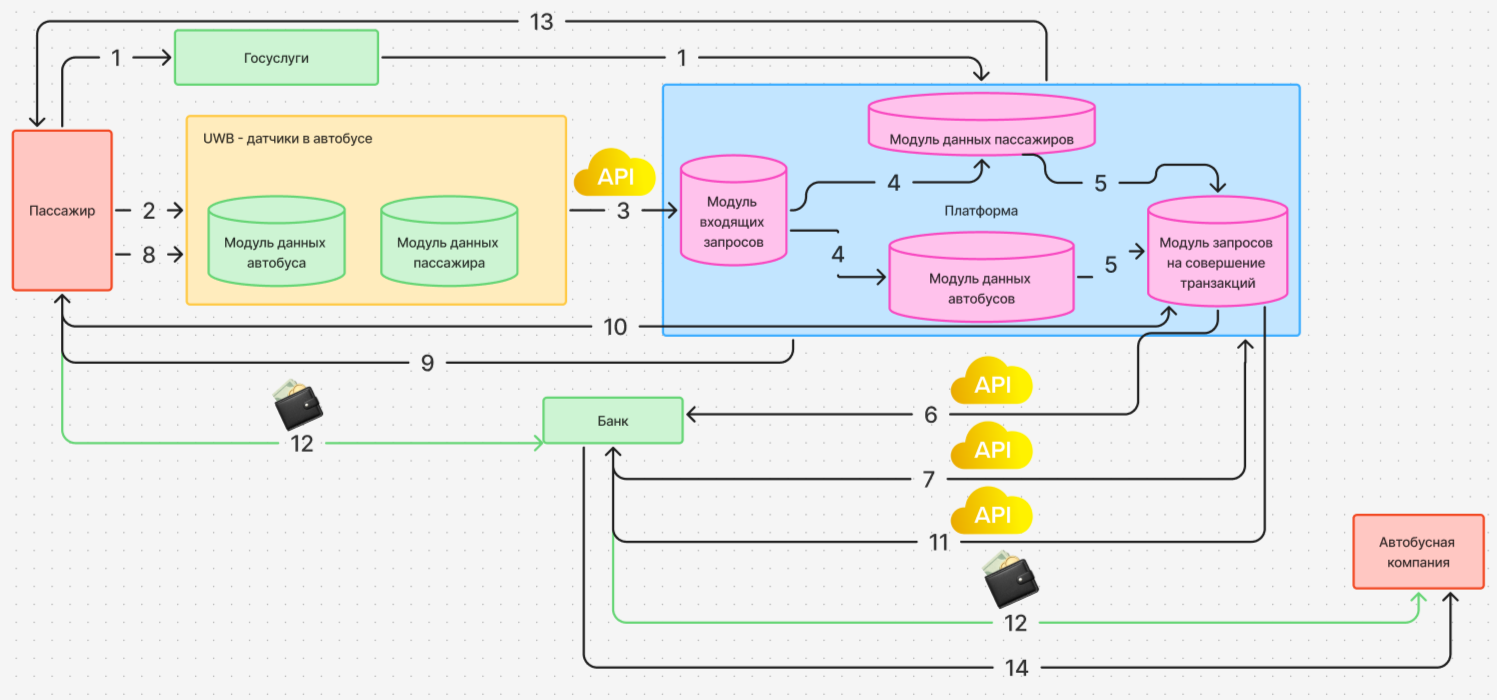 13
1
Госуслуги
1
UWB - датчики в автобусе
API
Модуль данных пассажиров
Пассажир
2
8
Модуль данных
автобуса
Модуль данных
пассажира
3
Модуль
входящих
запросов
4
5
Платформа
4
Модуль данных
автобусов
5
Модуль запросов
на совершение
транзакций
10
9
API
6
Банк
12
API
7
API
11
Автобусная
компания
12
14